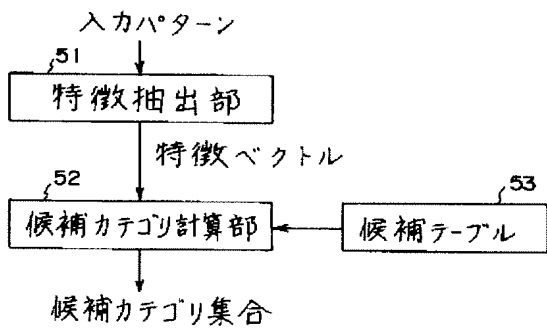 入力パターン
51
特徴抽出部
特徴ベクトル
52
候補カテゴリ計算部
53
候補テーブル
候補カテゴリ集合